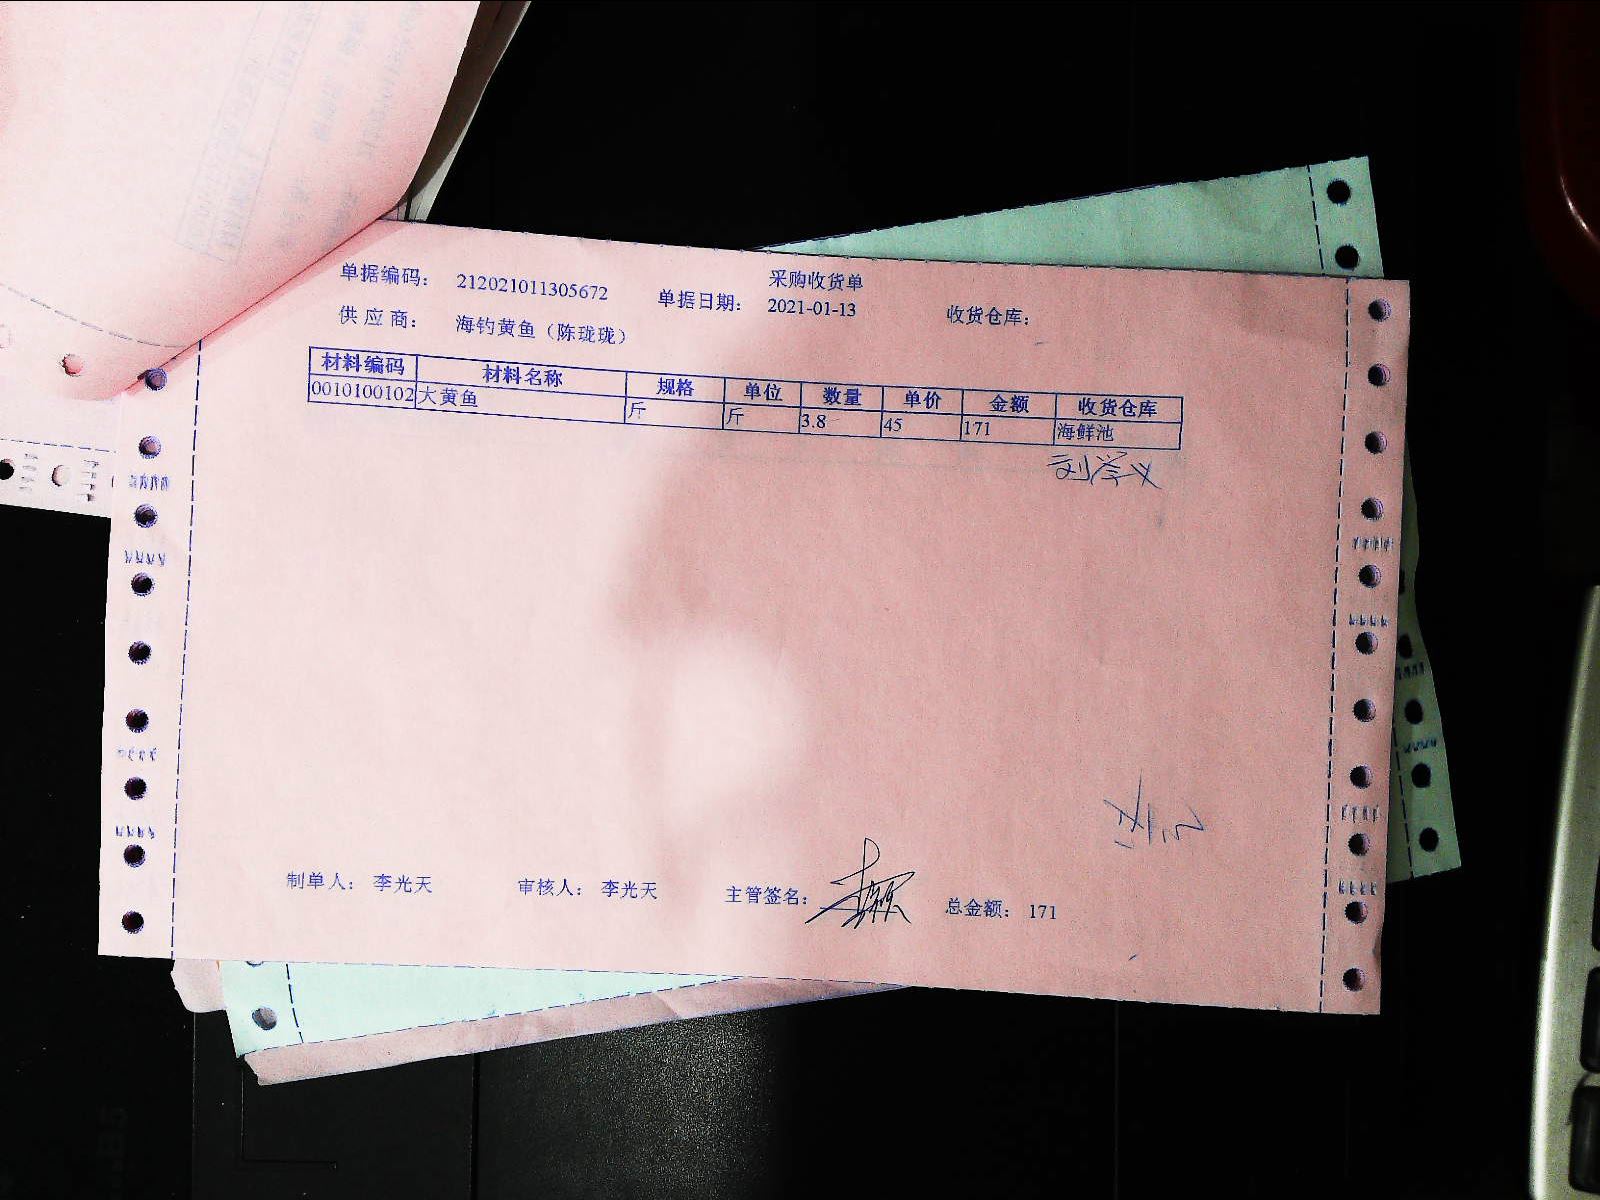 采购收货单
单据编码： 212021011305672 单据日期： 2021-01-13 收货仓库：
供 应 商： 海钓黄鱼（陈珑珑）
材料编码 材料名称 规格 单位 数量 单价 金额 收货仓库
0010100102 大黄鱼 斤 斤 3.8 45 171 海鲜池
刘学义
制单人： 李光天 审核人： 李光天 主管签名： 总金额： 171